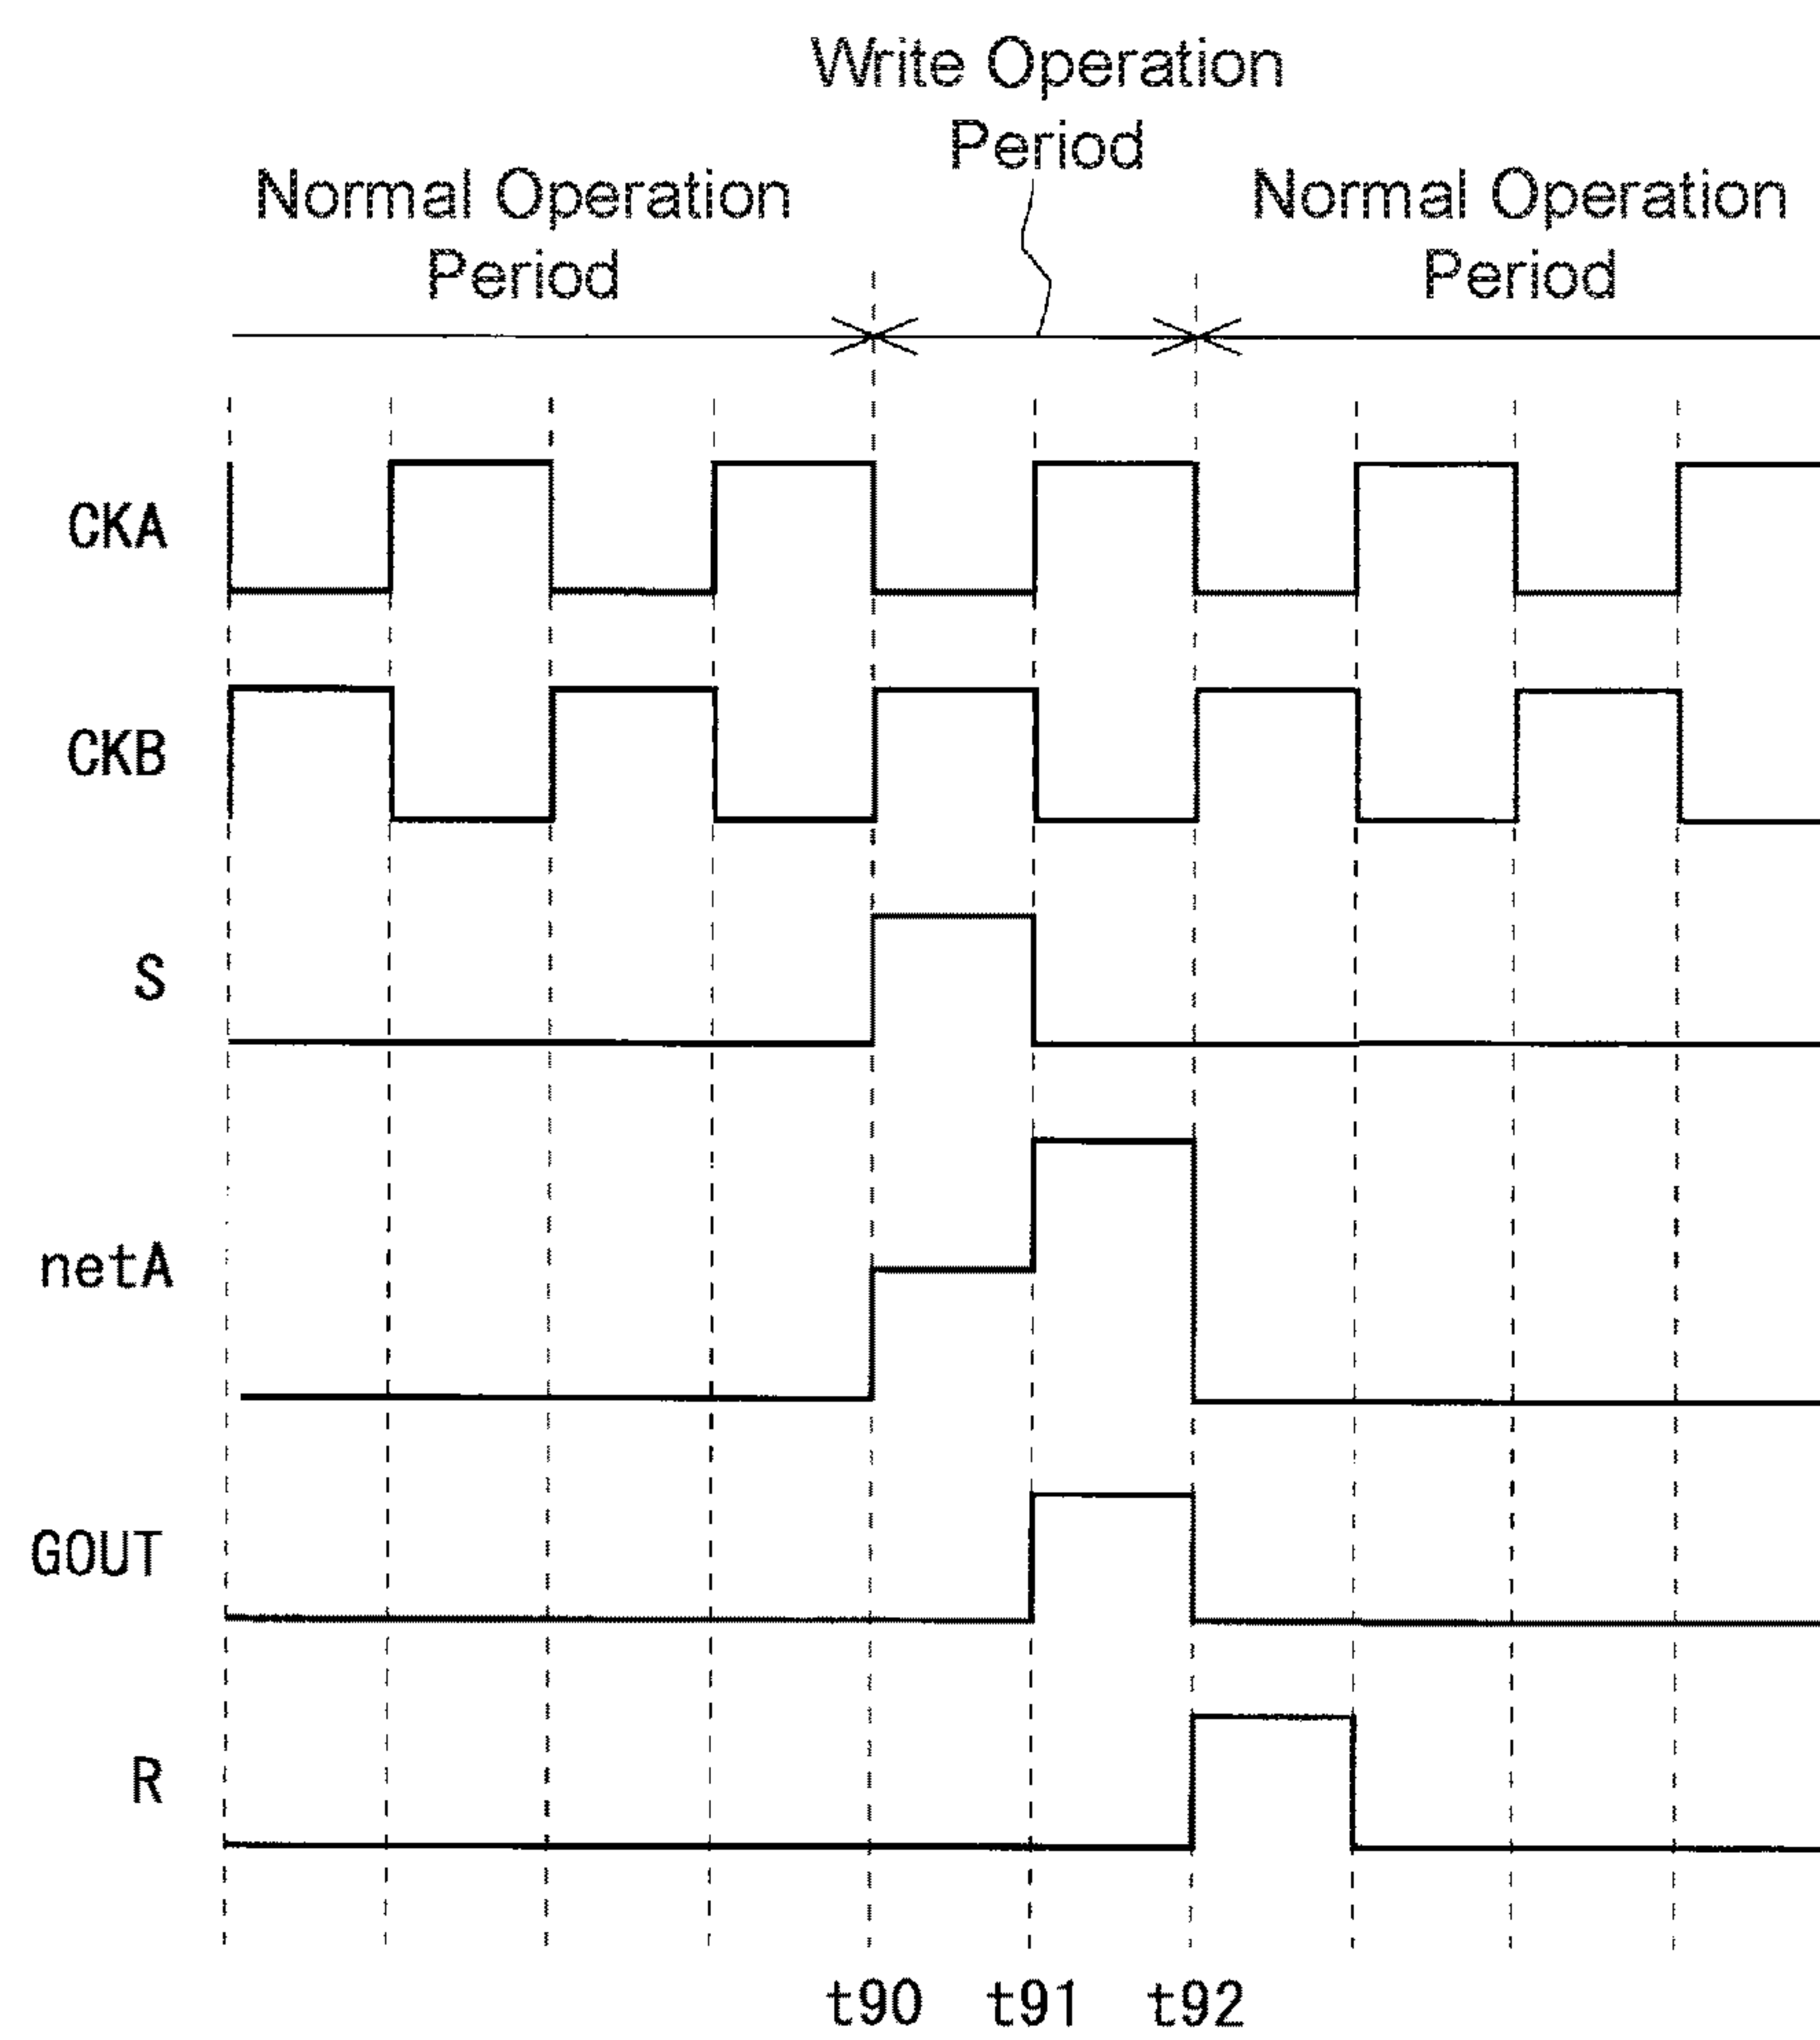 Write Operation
Period
Normal Operation
Period
Normal Operation
Period
CKA
CKB
S
netA
GOUT
R
t90 t91 t92